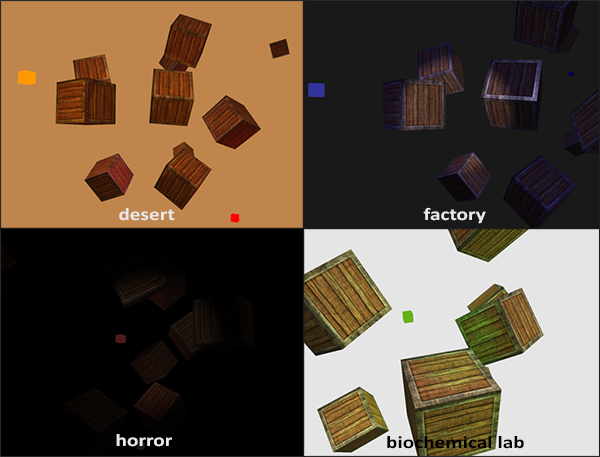 desert
factory
horror
biochemical lab